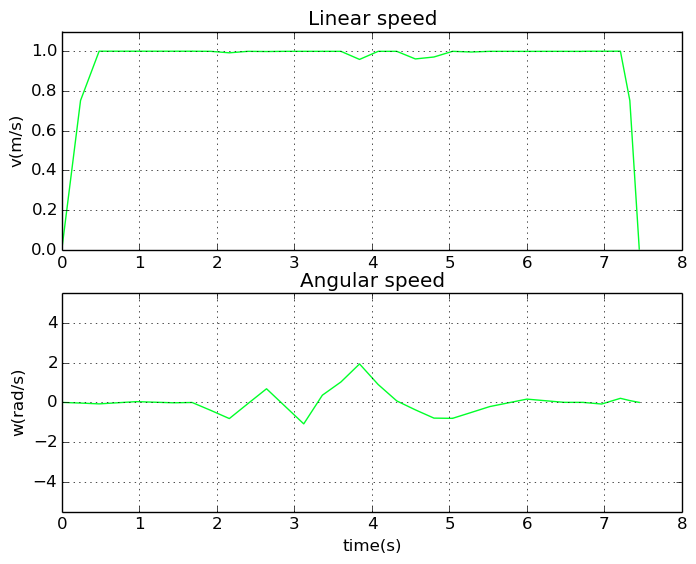 Linear speed
1.0
0.8
0.6
0.4
0.2
0.0
v(m/s)
0 1 2 3 4 5 6 7 8
Angular speed
4
2
0
−2
−4
w(rad/s)
0 1 2 3 4 5 6 7 8
time(s)